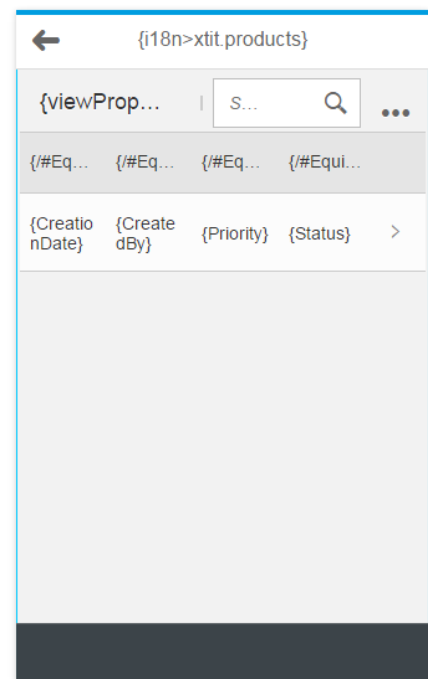 {i18n>xtit.products}
{viewProp... | S...
{/#Eq... {/#Eq... {/#Eq... {/#Equi...
{Creatio {Create {Priority} {Status}
nDate} dBy}